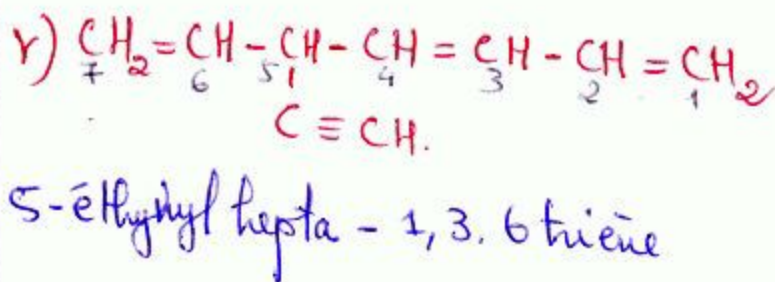 r) CH₂=CH-CH-CH=CH-CH=CH₂
7 6 5 4 3 2 1
C≡CH.
5-éthynyl hepta - 1, 3. 6 triène